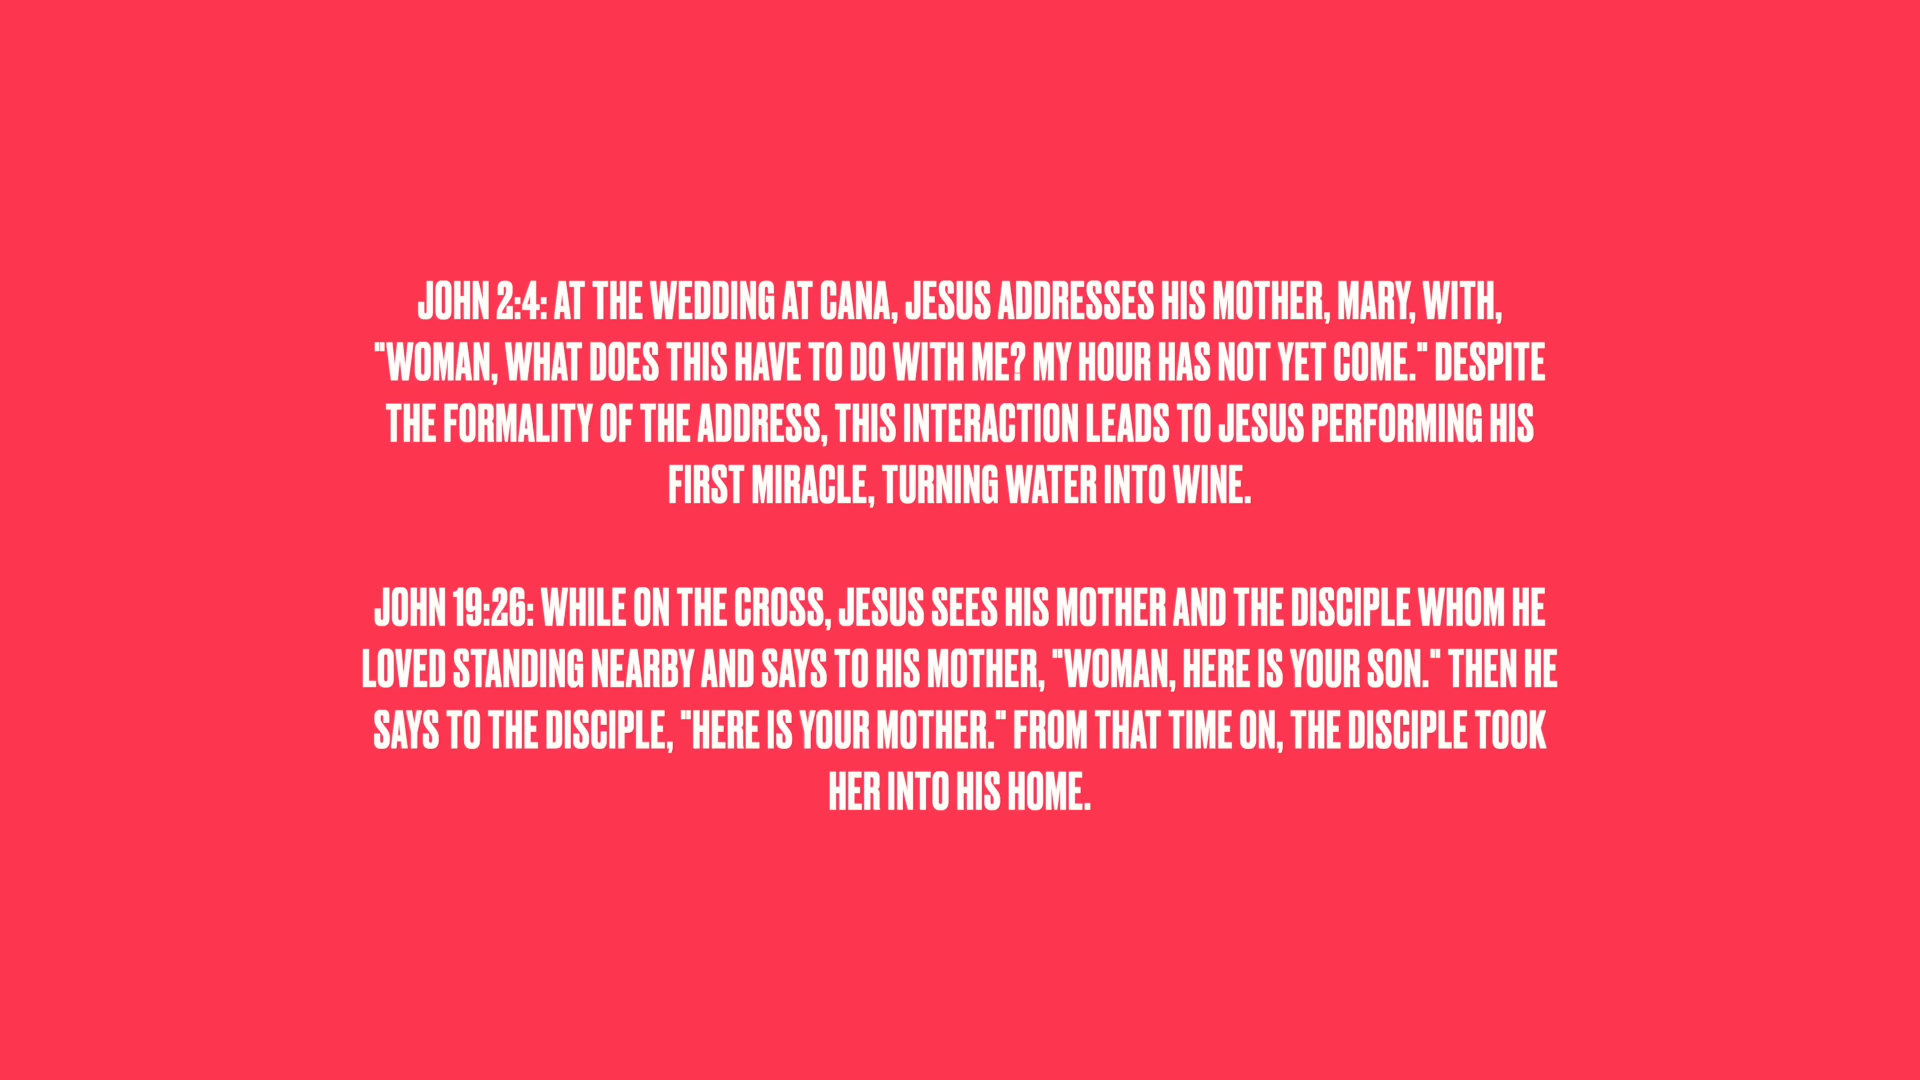 JOHN 2:4: AT THE WEDDING AT CANA, JESUS ADDRESSES HIS MOTHER, MARY, WITH,
"WOMAN, WHAT DOES THIS HAVE TO DO WITH ME? MY HOUR HAS NOT YET COME." DESPITE
THE FORMALITY OF THE ADDRESS, THIS INTERACTION LEADS TO JESUS PERFORMING HIS
FIRST MIRACLE, TURNING WATER INTO WINE.
JOHN 19:26: WHILE ON THE CROSS, JESUS SEES HIS MOTHER AND THE DISCIPLE WHOM HE
LOVED STANDING NEARBY AND SAYS TO HIS MOTHER, "WOMAN, HERE IS YOUR SON." THEN HE
SAYS TO THE DISCIPLE, "HERE IS YOUR MOTHER." FROM THAT TIME ON, THE DISCIPLE TOOK
HER INTO HIS HOME.